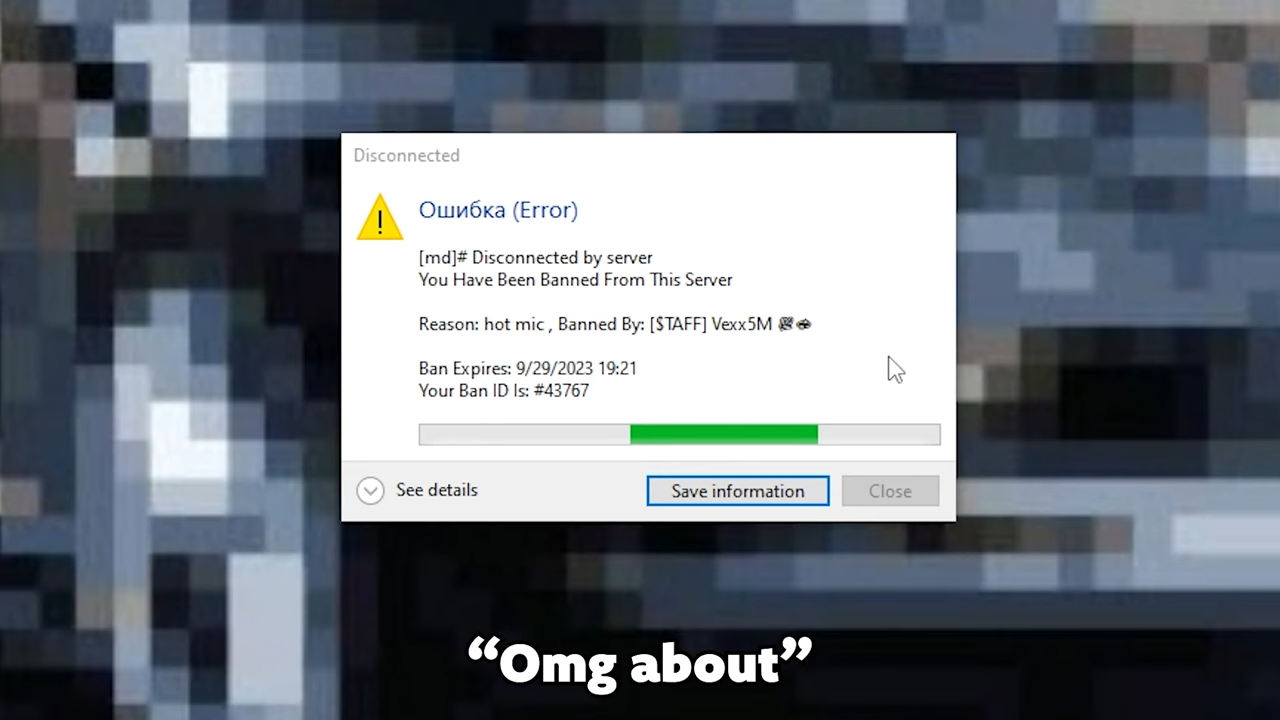 Disconnected
Ошибка (Error)
[md]# Disconnected by server
You Have Been Banned From This Server
Reason: hot mic , Banned By: [$TAFF] Vexx5M
Ban Expires: 9/29/2023 19:21
Your Ban ID Is: #43767
See details
Save information
Close
“Omg about”